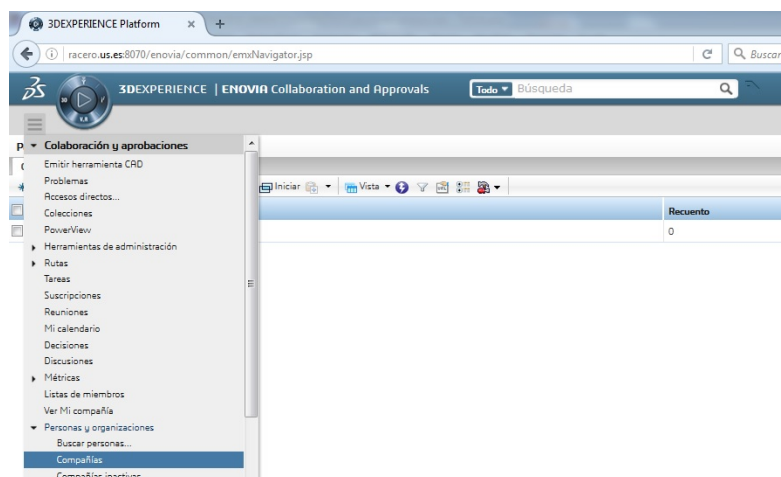 3DEXPERIENCE Platform
racero.us.es:8070/enovia/common/emxNavigator.jsp
Buscar
3DEXPERIENCE | ENOVIA Collaboration and Approvals Todo Búsqueda
Colaboración y aprobaciones
Emitir herramienta CAD
Problemas
Accesos directos...
Iniciar Vista
Colecciones
Recuento
PowerView
0
Herramientas de administración
Rutas
Tareas
Suscripciones
Reuniones
Mi calendario
Decisiones
Discusiones
Métricas
Listas de miembros
Ver Mi compañía
Personas y organizaciones
Buscar personas...
Compañías
Compañías inactivas